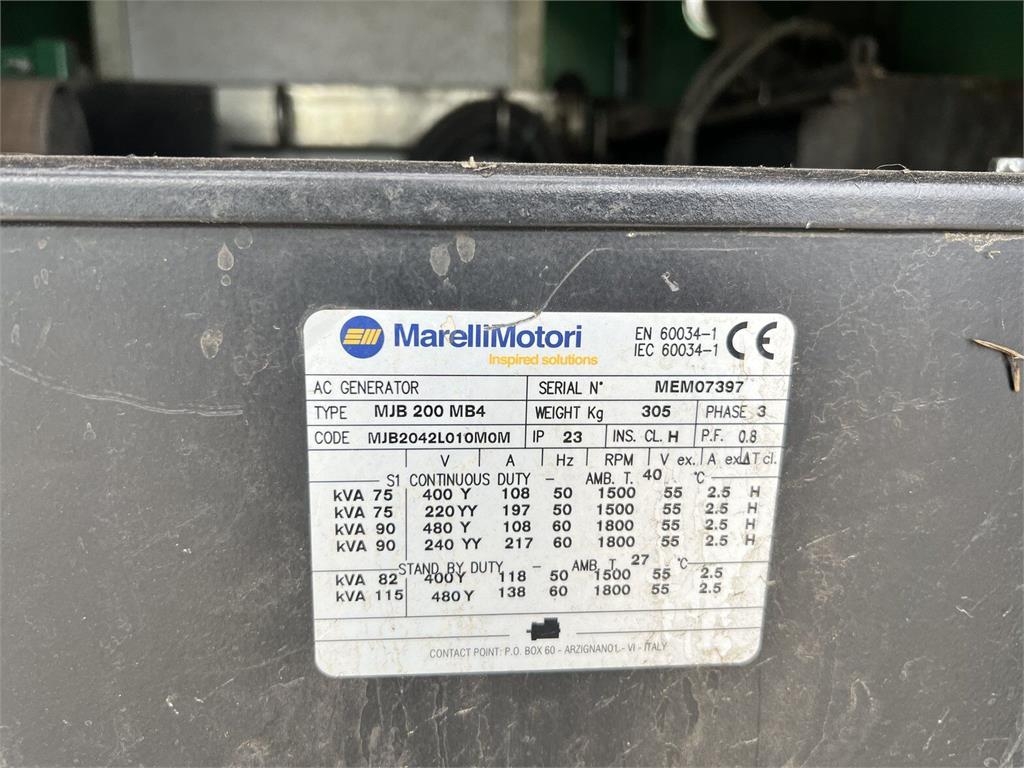 MarelliMotori
Inspired solutions
EN 60034-1
IEC 60034-1
CE
AC GENERATOR SERIAL N° MEM07397
TYPE MJB 200 MB4 WEIGHT Kg 305 PHASE 3
CODE MJB2042L010M0M IP 23 INS. CL. H P.F. 0.8
V A Hz RPM V ex. A ex. ΔT cl.
S1 CONTINUOUS DUTY - AMB. T. 40 °C
kVA 75 400 Y 108 50 1500 55 2.5 H
kVA 75 220 YY 197 50 1500 55 2.5 H
kVA 90 480 Y 108 60 1800 55 2.5 H
kVA 90 240 YY 217 60 1800 55 2.5 H
STAND BY DUTY - AMB. T. 27 °C
kVA 82 400 Y 118 50 1500 55 2.5
kVA 115 480 Y 138 60 1800 55 2.5
CONTACT POINT: P.O. BOX 60 - ARZIGNANO1.- VI - ITALY